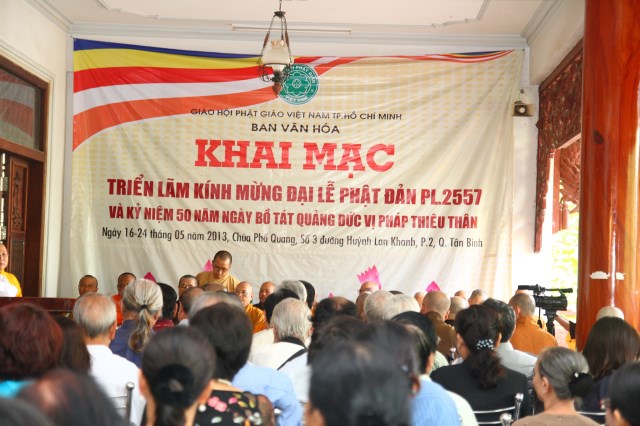 GIÁO HỘI PHẬT GIÁO VIỆT NAM TP.HỒ CHÍ MINH
BAN VĂN HÓA
KHAI MẠC
TRIỂN LÃM KÍNH MỪNG ĐẠI LỄ PHẬT ĐẢN PL.2557
VÀ KỶ NIỆM 50 NĂM NGÀY BỒ TÁT QUẢNG ĐỨC VỊ PHÁP THIÊU THÂN
Ngày 16-24 tháng 05 năm 2013, Chùa Phổ Quang, Số 3 đường Huỳnh Lan Khanh, P.2, Q. Tân Bình